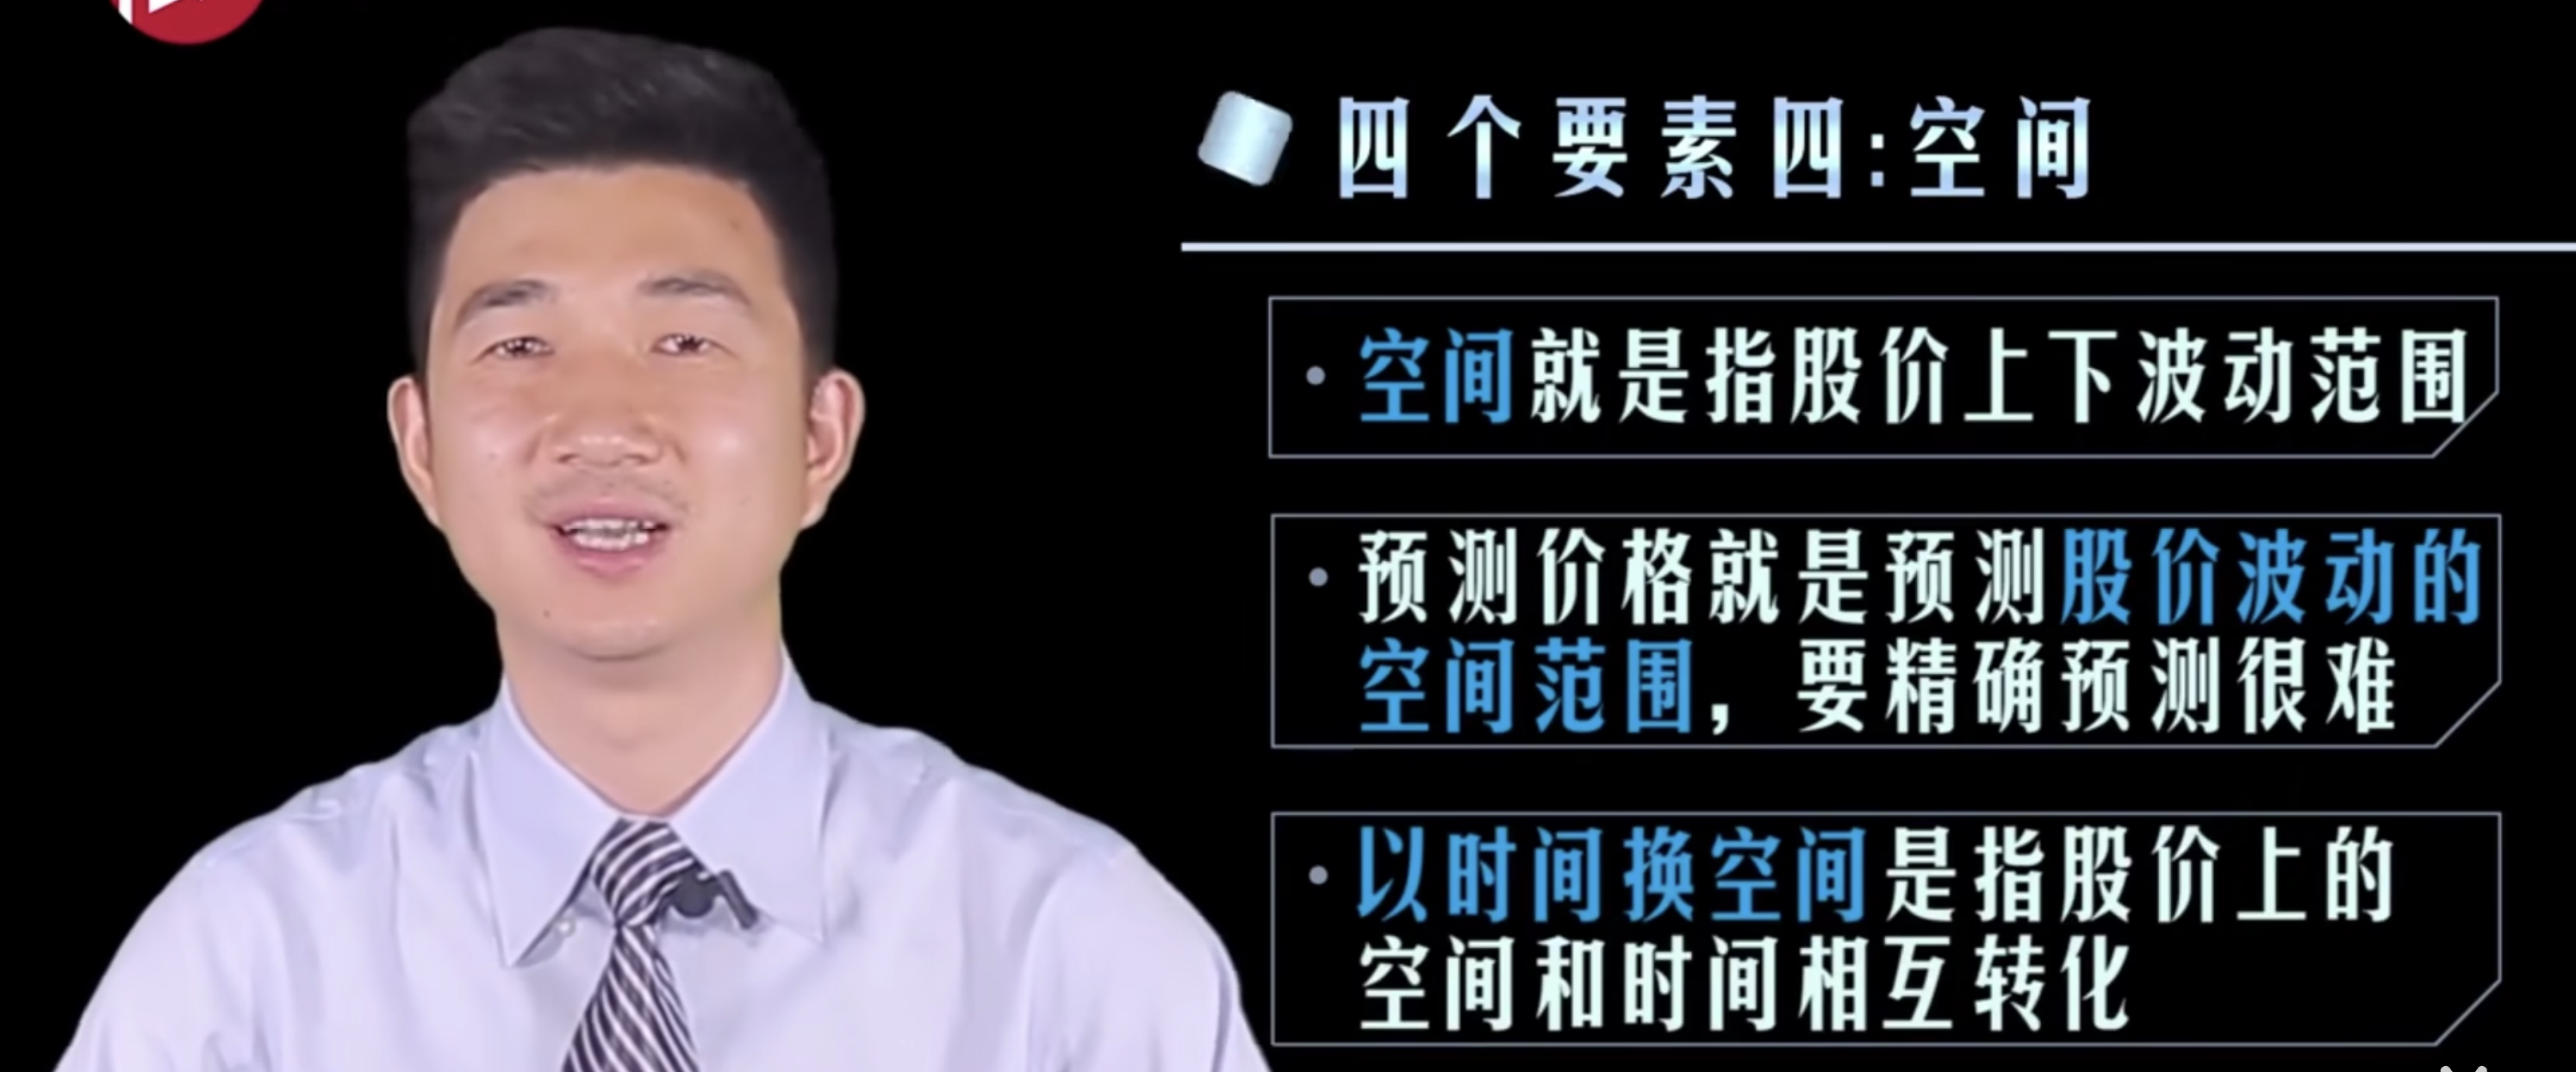 四个要素四:空间
空间就是指股价上下波动范围
预测价格就是预测股价波动的
空间范围，要精确预测很难
以时间换空间是指股价上的
空间和时间相互转化